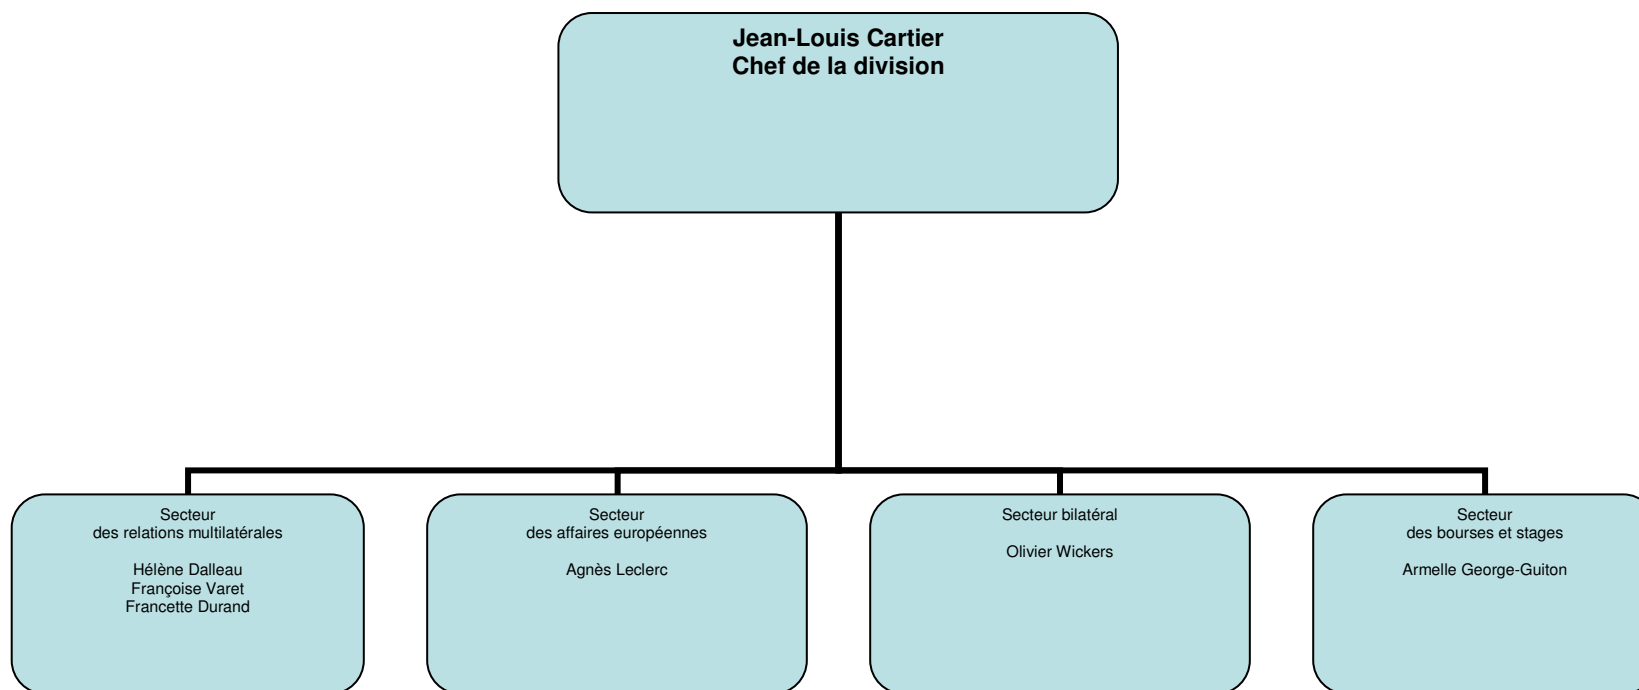 Jean-Louis Cartier
Chef de la division
Secteur
des relations multilatérales
Hélène Dalleau
Françoise Varet
Francette Durand
Secteur
des affaires européennes
Agnès Leclerc
Secteur bilatéral
Olivier Wickers
Secteur
des bourses et stages
Armelle George-Guiton